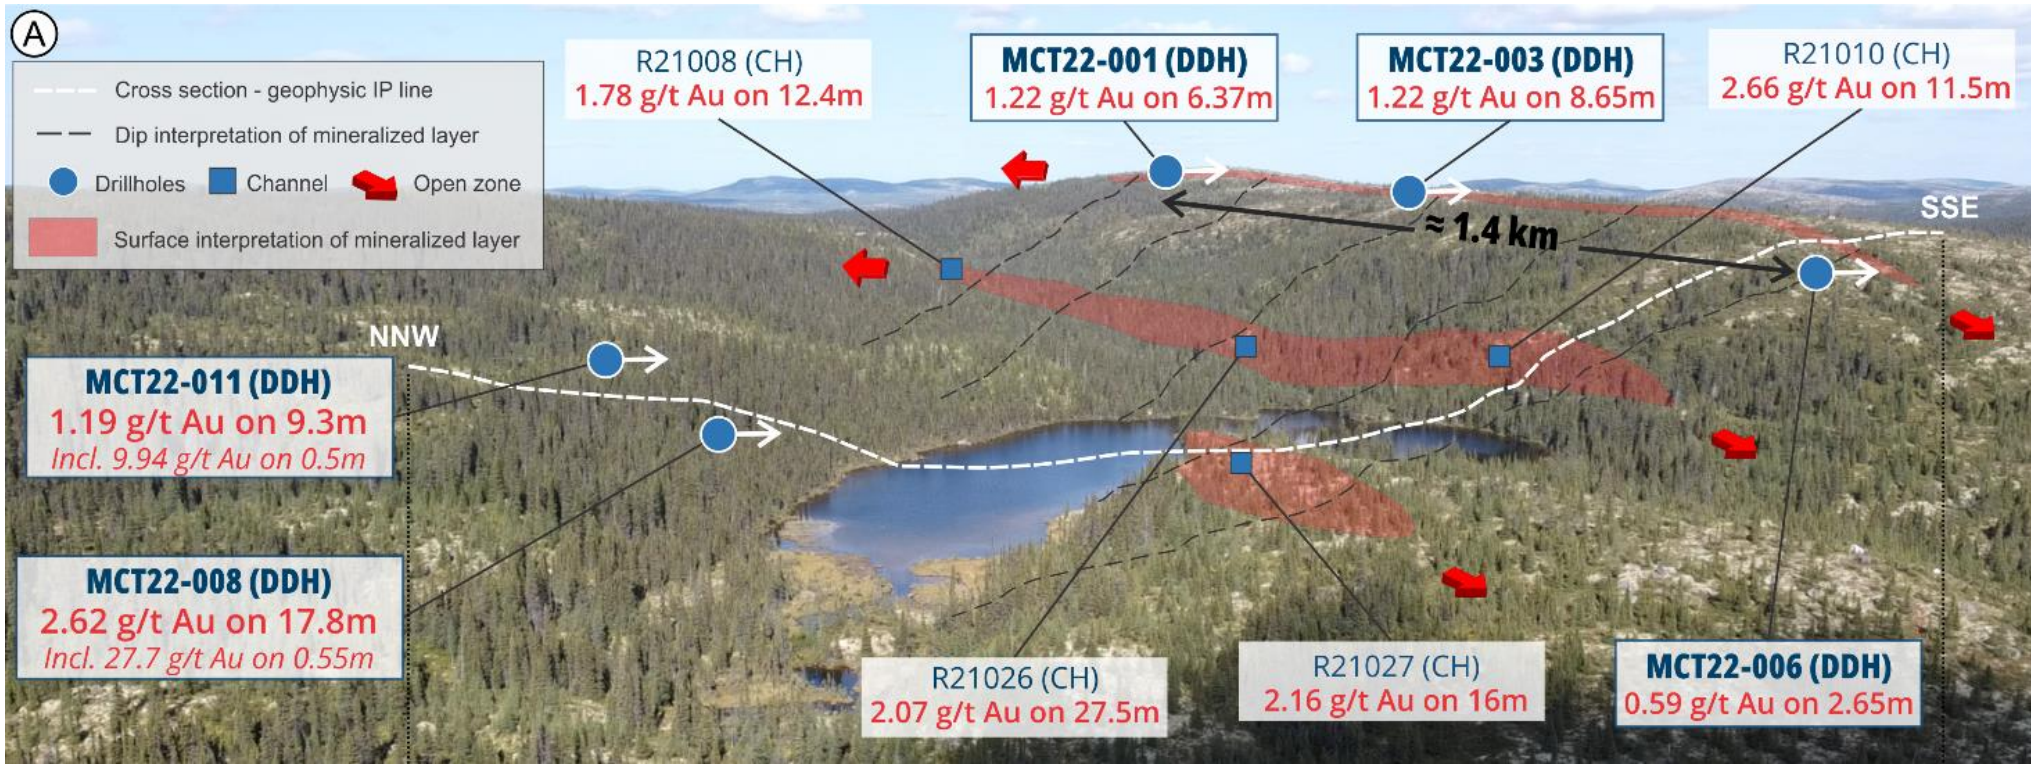 A
Cross section - geophysic IP line
Dip interpretation of mineralized layer
Drillholes
Channel
Open zone
Surface interpretation of mineralized layer
R21008 (CH)
1.78 g/t Au on 12.4m
MCT22-001 (DDH)
1.22 g/t Au on 6.37m
MCT22-003 (DDH)
1.22 g/t Au on 8.65m
R21010 (CH)
2.66 g/t Au on 11.5m
≈ 1.4 km
SSE
NNW
MCT22-011 (DDH)
1.19 g/t Au on 9.3m
Incl. 9.94 g/t Au on 0.5m
MCT22-008 (DDH)
2.62 g/t Au on 17.8m
Incl. 27.7 g/t Au on 0.55m
R21026 (CH)
2.07 g/t Au on 27.5m
R21027 (CH)
2.16 g/t Au on 16m
MCT22-006 (DDH)
0.59 g/t Au on 2.65m